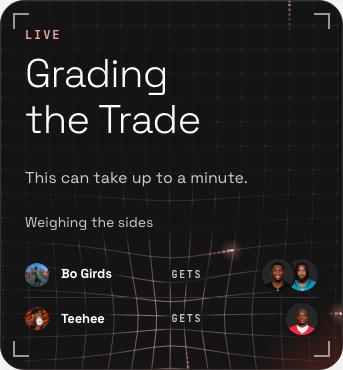 LIVE
Grading
the Trade
This can take up to a minute.
Weighing the sides
Bo Girds GETS
Teehee GETS